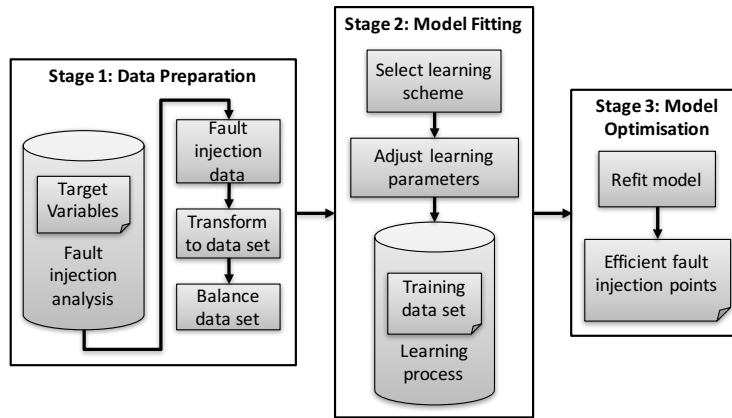 Stage 1: Data Preparation
Target
Variables
Fault
injection
analysis
Fault
injection
data
Transform
to data set
Balance
data set
Stage 2: Model Fitting
Select learning
scheme
Adjust learning
parameters
Training
data set
Learning
process
Stage 3: Model
Optimisation
Refit model
Efficient fault
injection points